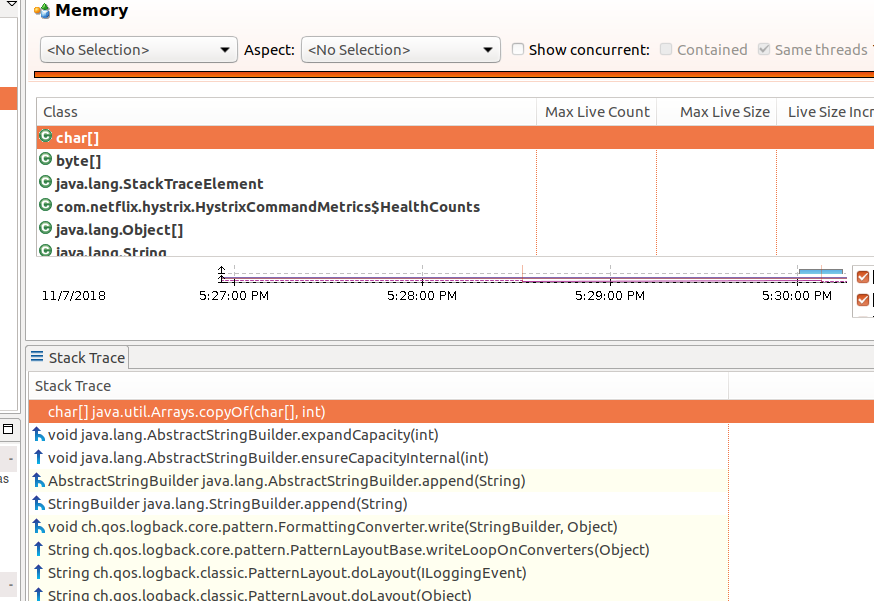 Memory
<No Selection> Aspect: <No Selection> Show concurrent: Contained Same threads
Class Max Live Count Max Live Size Live Size Incr
char[]
byte[]
java.lang.StackTraceElement
com.netflix.hystrix.HystrixCommandMetrics$HealthCounts
java.lang.Object[]
java.lang.String
11/7/2018 5:27:00 PM 5:28:00 PM 5:29:00 PM 5:30:00 PM
Stack Trace
Stack Trace
char[] java.util.Arrays.copyOf(char[], int)
void java.lang.AbstractStringBuilder.expandCapacity(int)
void java.lang.AbstractStringBuilder.ensureCapacityInternal(int)
AbstractStringBuilder java.lang.AbstractStringBuilder.append(String)
StringBuilder java.lang.StringBuilder.append(String)
void ch.qos.logback.core.pattern.FormattingConverter.write(StringBuilder, Object)
String ch.qos.logback.core.pattern.PatternLayoutBase.writeLoopOnConverters(Object)
String ch.qos.logback.classic.PatternLayout.doLayout(ILoggingEvent)
String ch.qos.logback.classic.PatternLayout.doLayout(Object)